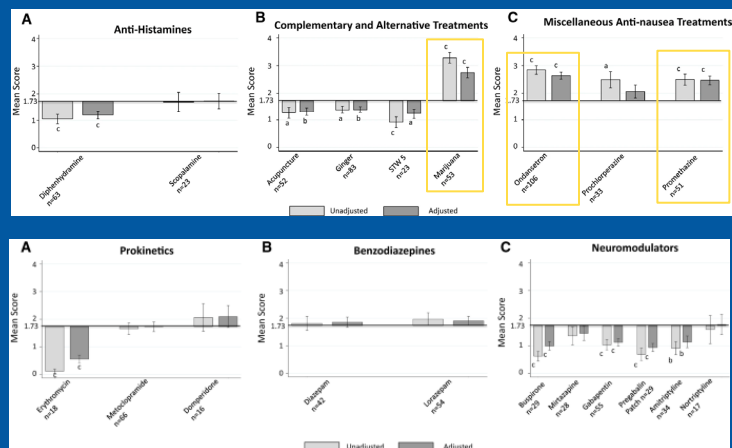 A
Anti-Histamines
4
3
2
1.73
1
0
Mean Score
c
c
Diphenhydramine
n=63
Scopalamine
n=23
B
Complementary and Alternative Treatments
4
3
2
1.73
1
0
Mean Score
a
b
a
b
c
a
c
c
Acupuncture
n=52
Ginger
n=83
STW 5
n=23
Marijuana
n=53
C
Miscellaneous Anti-nausea Treatments
4
3
2
.73
1
0
Mean Score
c
c
a
c
c
Ondansetron
n=106
Prochlorperazine
n=33
Promethazine
n=51
Unadjusted
Adjusted
A
Prokinetics
4
3
2
1.73
1
0
Mean Score
c
c
Erythromycin
n=18
Metoclopramide
n=66
Domperidone
n=16
B
Benzodiazepines
4
3
2
1.73
1
0
Mean Score
Diazepam
n=42
Lorazepam
n=54
C
Neuromodulators
4
3
2
1.73
1
0
Mean Score
c
c
c
c
c
c
b
b
Buspirone
n=29
Mirtazapine
n=28
Gabapentin
n=55
Pregabalin
Patch n=29
Amitriptyline
n=34
Nortriptyline
n=17
Unadjusted
Adjusted